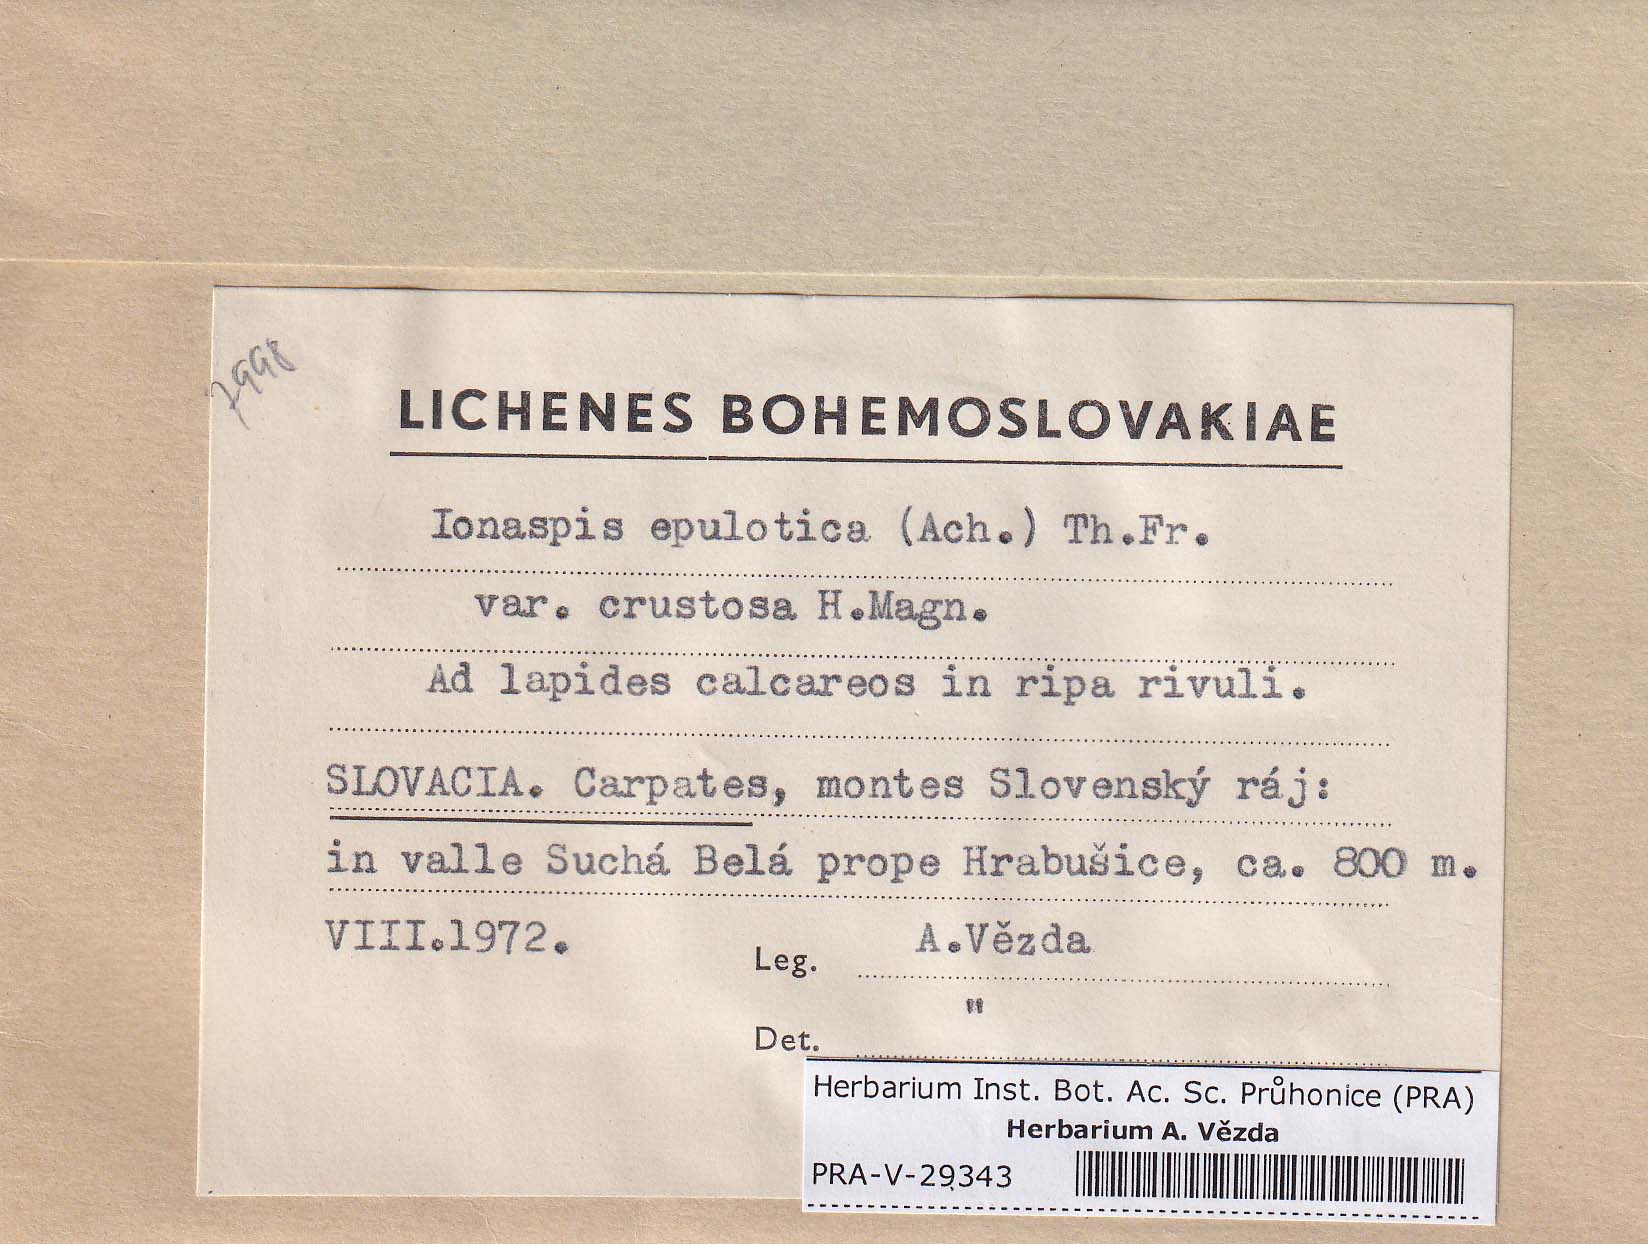 7998
LICHENES BOHEMOSLOVAKIAE
Ionaspis epulotica (Ach.) Th.Fr.
var. crustosa H.Magn.
Ad lapides calcareos in ripa rivuli.
SLOVACIA. Carpates, montes Slovenský ráj:
in valle Suchá Belá prope Hrabušice, ca. 800 m.
VIII.1972.
Leg. A.Vězda
Det. "
Herbarium Inst. Bot. Ac. Sc. Průhonice (PRA)
Herbarium A. Vězda
PRA-V-29343